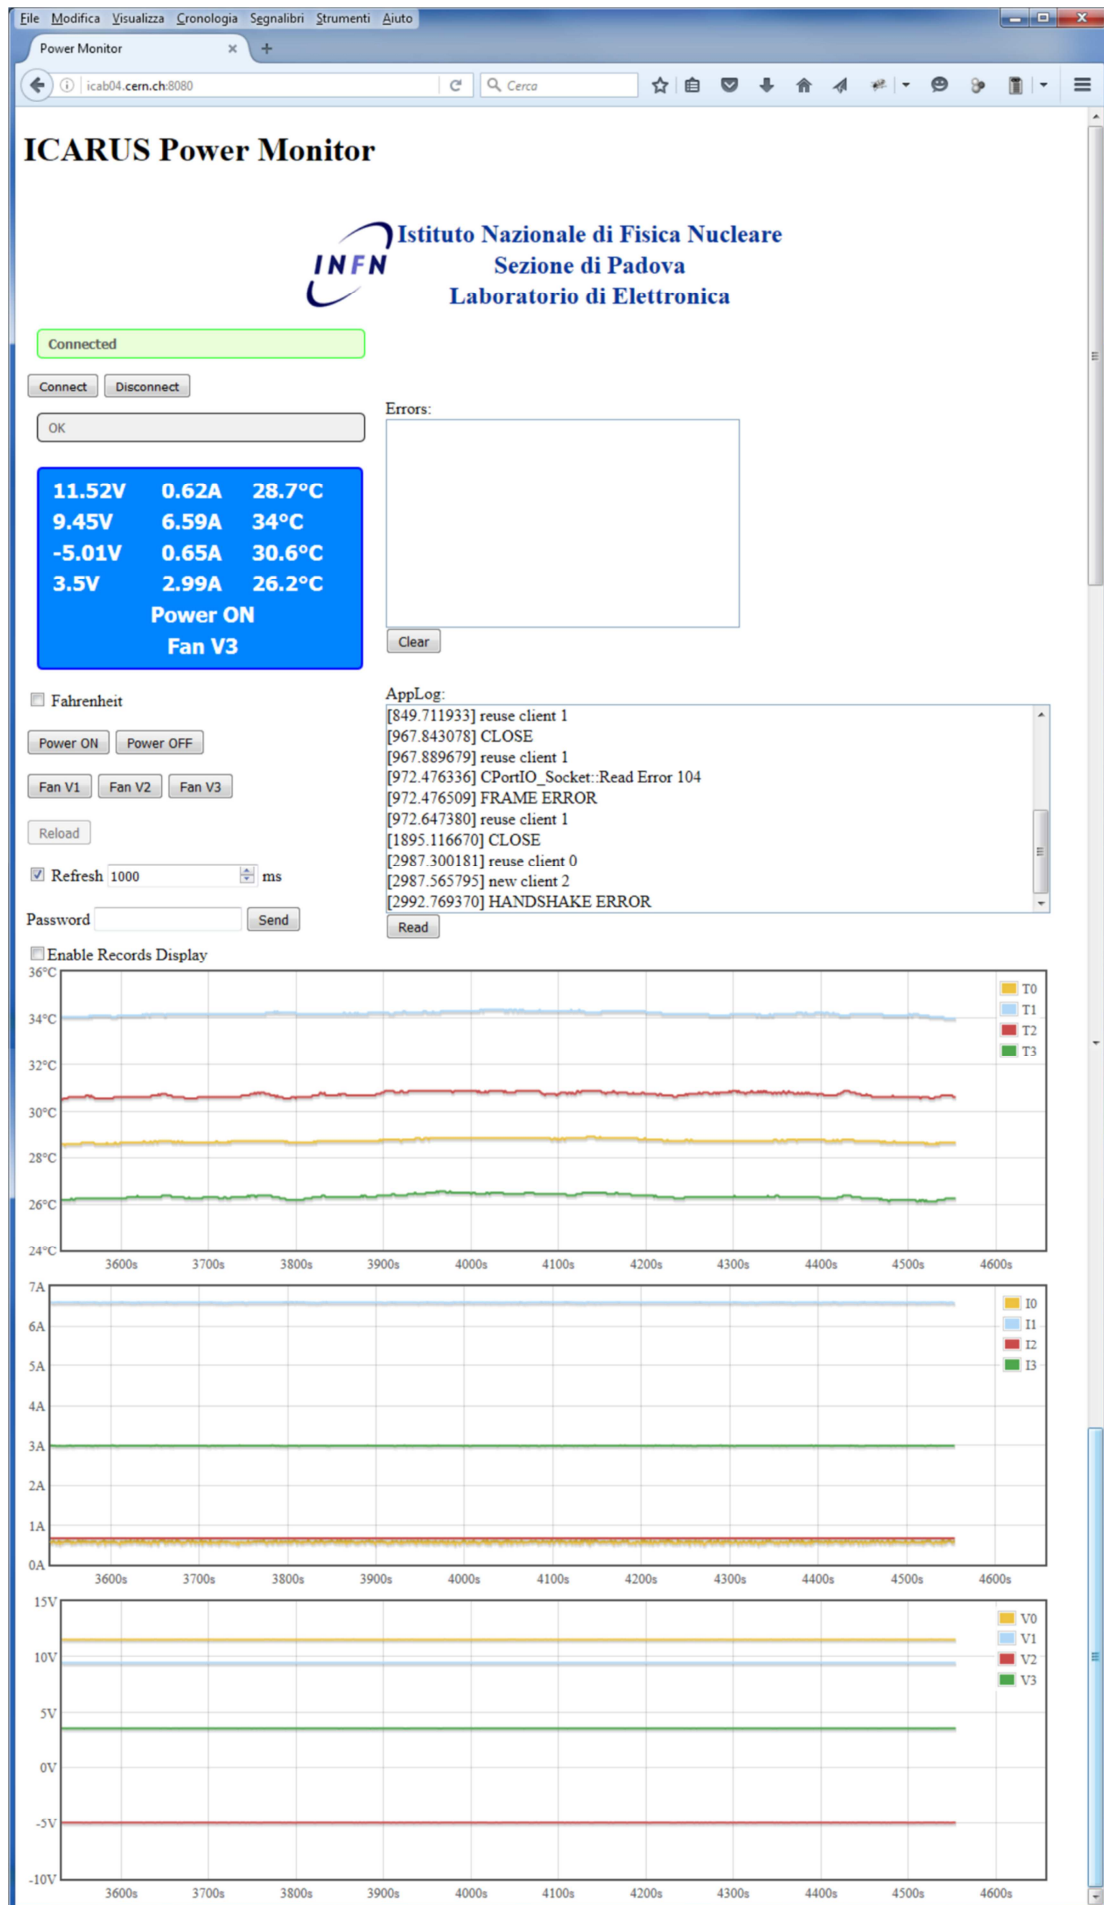 File Modifica Visualizza Cronologia Segnalibri Strumenti Aiuto
Power Monitor
icab04.cern.ch:8080
Cerca
ICARUS Power Monitor
INFN
Istituto Nazionale di Fisica Nucleare
Sezione di Padova
Laboratorio di Elettronica
Connected
Connect Disconnect
OK
11.52V 0.62A 28.7°C
9.45V 6.59A 34°C
-5.01V 0.65A 30.6°C
3.5V 2.99A 26.2°C
Power ON
Fan V3
Errors:
Clear
Fahrenheit
Power ON Power OFF
Fan V1 Fan V2 Fan V3
Reload
Refresh 1000 ms
Password Send
AppLog:
[849.711933] reuse client 1
[967.843078] CLOSE
[967.889679] reuse client 1
[972.476336] CPortIO_Socket::Read Error 104
[972.476509] FRAME ERROR
[972.647380] reuse client 1
[1895.116670] CLOSE
[2987.300181] reuse client 0
[2987.565795] new client 2
[2992.769370] HANDSHAKE ERROR
Read
Enable Records Display
36°C
34°C
32°C
30°C
28°C
26°C
24°C
T0
T1
T2
T3
3600s 3700s 3800s 3900s 4000s 4100s 4200s 4300s 4400s 4500s 4600s
7A
6A
5A
4A
3A
2A
1A
0A
I0
I1
I2
I3
3600s 3700s 3800s 3900s 4000s 4100s 4200s 4300s 4400s 4500s 4600s
15V
10V
5V
0V
-5V
-10V
V0
V1
V2
V3
3600s 3700s 3800s 3900s 4000s 4100s 4200s 4300s 4400s 4500s 4600s